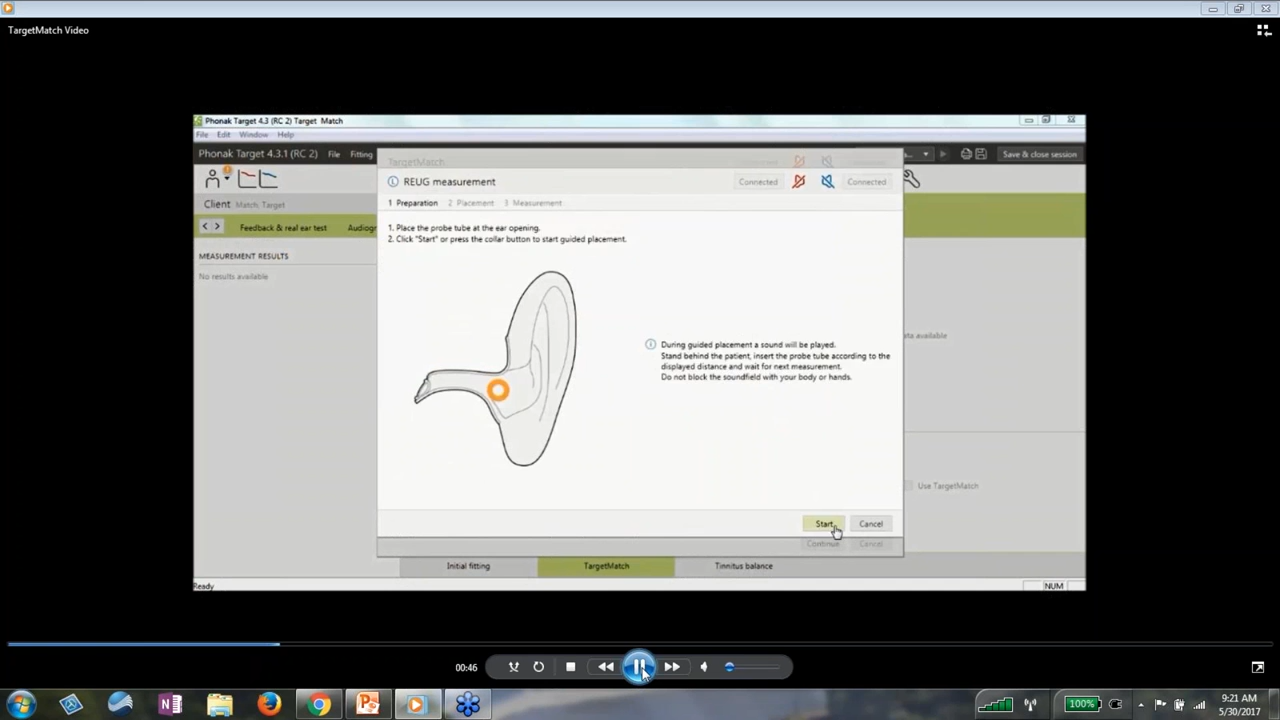 TargetMatch Video
Phonak Target 4.3 (RC 2) Target Match
File Edit Window Help
Phonak Target 4.3.1 (RC 2) File Fitting
Save & close session
TargetMatch
REUG measurement
Connected
Connected
Client Match, Target
1 Preparation 2 Placement 3 Measurement
Feedback & real ear test Audiog
1. Place the probe tube at the ear opening.
2. Click "Start" or press the collar button to start guided placement.
MEASUREMENT RESULTS
No results available
ata available
During guided placement a sound will be played.
Stand behind the patient, insert the probe tube according to the
displayed distance and wait for next measurement.
Do not block the soundfield with your body or hands.
Use TargetMatch
Start Cancel
Continue Cancel
Initial fitting TargetMatch Tinnitus balance
Ready NUM
00:46
100%
9:21 AM
5/30/2017